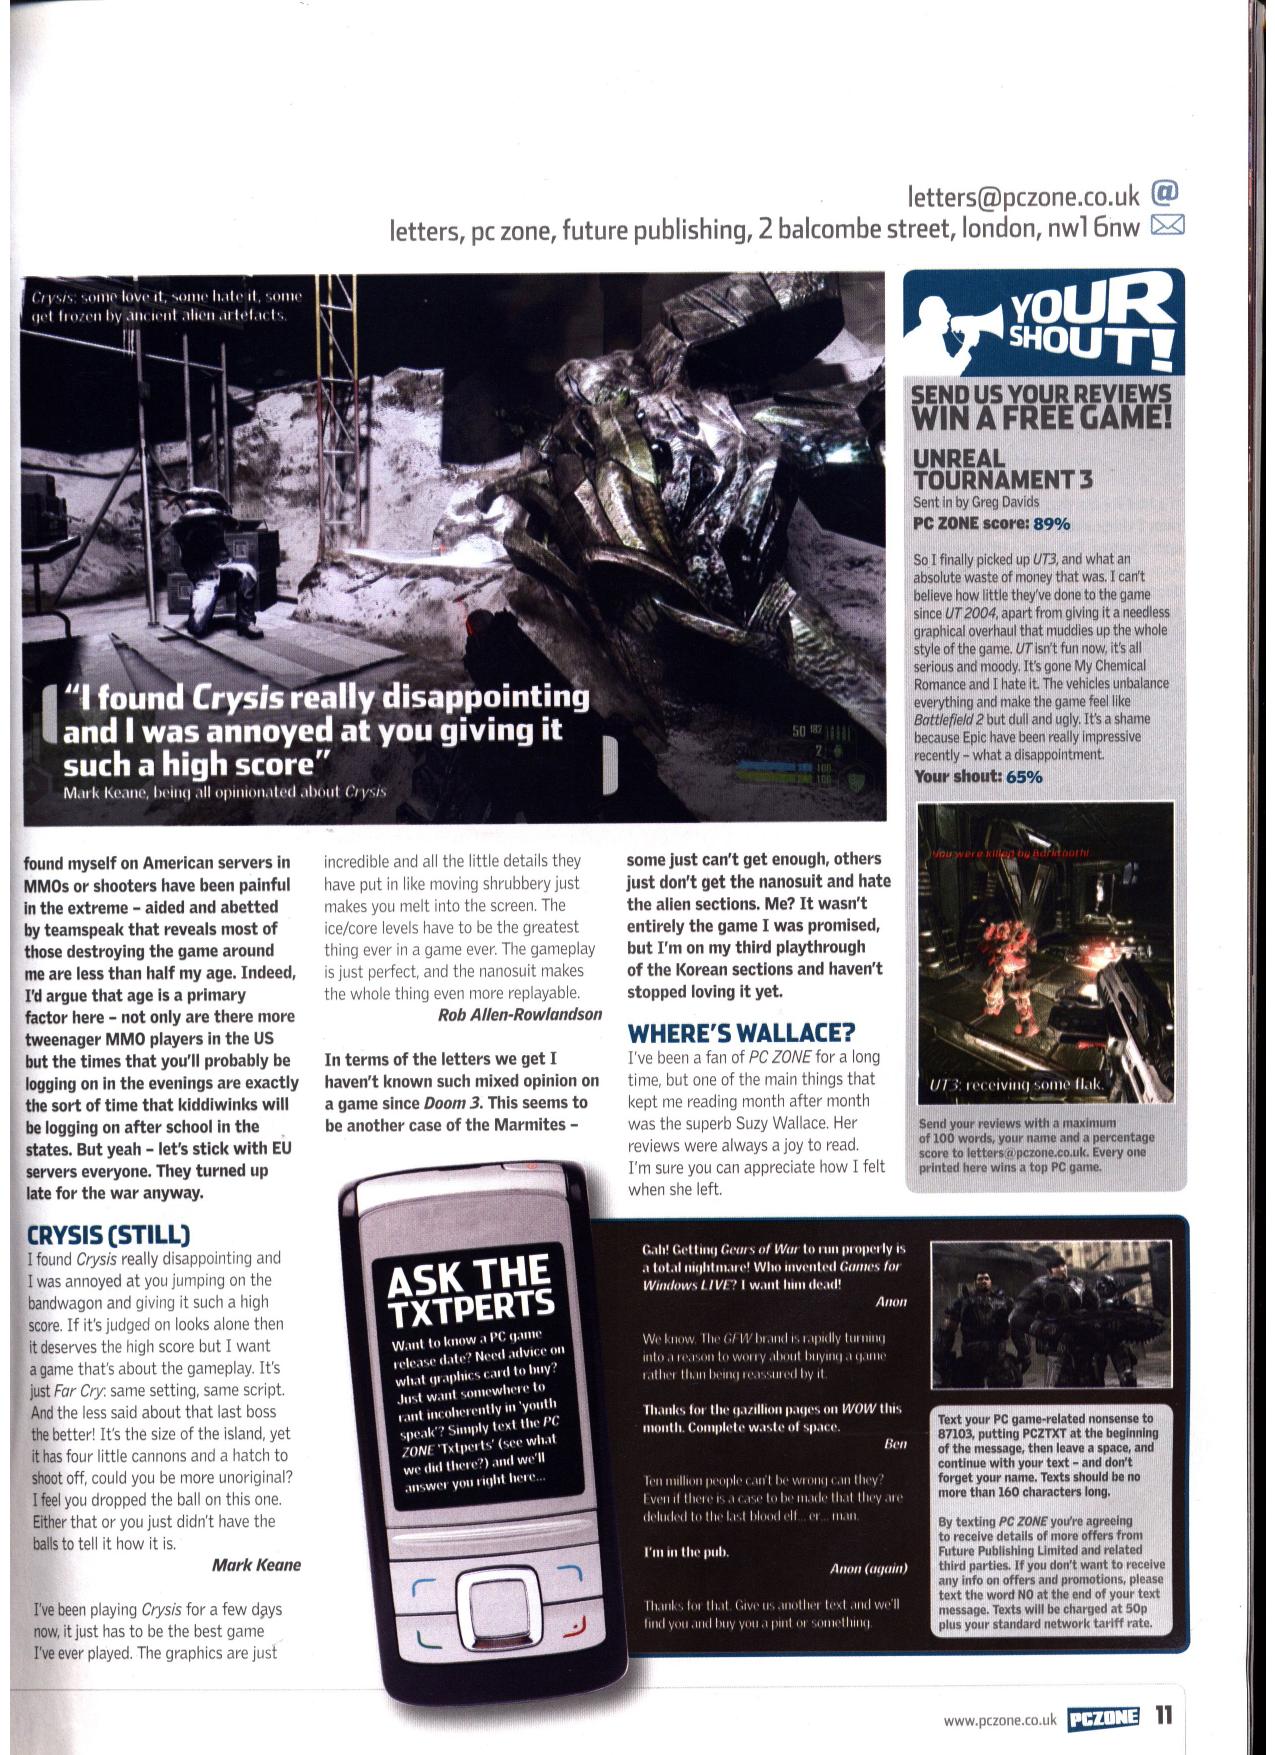 letters@pczone.co.uk @
letters, pc zone, future publishing, 2 balcombe street, london, nw1 6nw
Crysis: some love it, some hate it, some
get frozen by ancient alien artefacts.
"I found Crysis really disappointing
and I was annoyed at you giving it
such a high score"
Mark Keane, being all opinionated about Crysis
found myself on American servers in
MMOs or shooters have been painful
in the extreme – aided and abetted
by teamspeak that reveals most of
those destroying the game around
me are less than half my age. Indeed,
I'd argue that age is a primary
factor here – not only are there more
tweenager MMO players in the US
but the times that you'll probably be
logging on in the evenings are exactly
the sort of time that kiddiwinks will
be logging on after school in the
states. But yeah – let's stick with EU
servers everyone. They turned up
late for the war anyway.
CRYSIS (STILL)
I found Crysis really disappointing and
I was annoyed at you jumping on the
bandwagon and giving it such a high
score. If it's judged on looks alone then
it deserves the high score but I want
a game that's about the gameplay. It's
just Far Cry: same setting, same script.
And the less said about that last boss
the better! It's the size of the island, yet
it has four little cannons and a hatch to
shoot off, could you be more unoriginal?
I feel you dropped the ball on this one.
Either that or you just didn't have the
balls to tell it how it is.
Mark Keane
I've been playing Crysis for a few days
now, it just has to be the best game
I've ever played. The graphics are just
incredible and all the little details they
have put in like moving shrubbery just
makes you melt into the screen. The
ice/core levels have to be the greatest
thing ever in a game ever. The gameplay
is just perfect, and the nanosuit makes
the whole thing even more replayable.
Rob Allen-Rowlandson
In terms of the letters we get I
haven't known such mixed opinion on
a game since Doom 3. This seems to
be another case of the Marmites –
some just can't get enough, others
just don't get the nanosuit and hate
the alien sections. Me? It wasn't
entirely the game I was promised,
but I'm on my third playthrough
of the Korean sections and haven't
stopped loving it yet.
WHERE'S WALLACE?
I've been a fan of PC ZONE for a long
time, but one of the main things that
kept me reading month after month
was the superb Suzy Wallace. Her
reviews were always a joy to read.
I'm sure you can appreciate how I felt
when she left.
YOUR
SHOUT!
SEND US YOUR REVIEWS
WIN A FREE GAME!
UNREAL
TOURNAMENT 3
Sent in by Greg Davids
PC ZONE score: 89%
So I finally picked up UT3, and what an
absolute waste of money that was. I can't
believe how little they've done to the game
since UT 2004, apart from giving it a needless
graphical overhaul that muddies up the whole
style of the game. UT isn't fun now, it's all
serious and moody. It's gone My Chemical
Romance and I hate it. The vehicles unbalance
everything and make the game feel like
Battlefield 2 but dull and ugly. It's a shame
because Epic have been really impressive
recently – what a disappointment.
Your shout: 65%
You were killed by Barktooth!
UT3: receiving some flak.
Send your reviews with a maximum
of 100 words, your name and a percentage
score to letters@pczone.co.uk. Every one
printed here wins a top PC game.
ASK THE
TXTPERTS
Want to know a PC game
release date? Need advice on
what graphics card to buy?
Just want somewhere to
rant incoherently in 'youth
speak'? Simply text the PC
ZONE 'Txtperts' (see what
we did there?) and we'll
answer you right here...
Gah! Getting Gears of War to run properly is
a total nightmare! Who invented Games for
Windows LIVE? I want him dead!
Anon
We know. The GFW brand is rapidly turning
into a reason to worry about buying a game
rather than being reassured by it.
Thanks for the gazillion pages on WOW this
month. Complete waste of space.
Ben
Ten million people can't be wrong can they?
Even if there is a case to be made that they are
deluded to the last blood elf... er... man.
I'm in the pub.
Anon (again)
Thanks for that. Give us another text and we'll
find you and buy you a pint or something.
Text your PC game-related nonsense to
87103, putting PCZTXT at the beginning
of the message, then leave a space, and
continue with your text – and don't
forget your name. Texts should be no
more than 160 characters long.
By texting PC ZONE you're agreeing
to receive details of more offers from
Future Publishing Limited and related
third parties. If you don't want to receive
any info on offers and promotions, please
text the word NO at the end of your text
message. Texts will be charged at 50p
plus your standard network tariff rate.
www.pczone.co.uk PCZONE 11